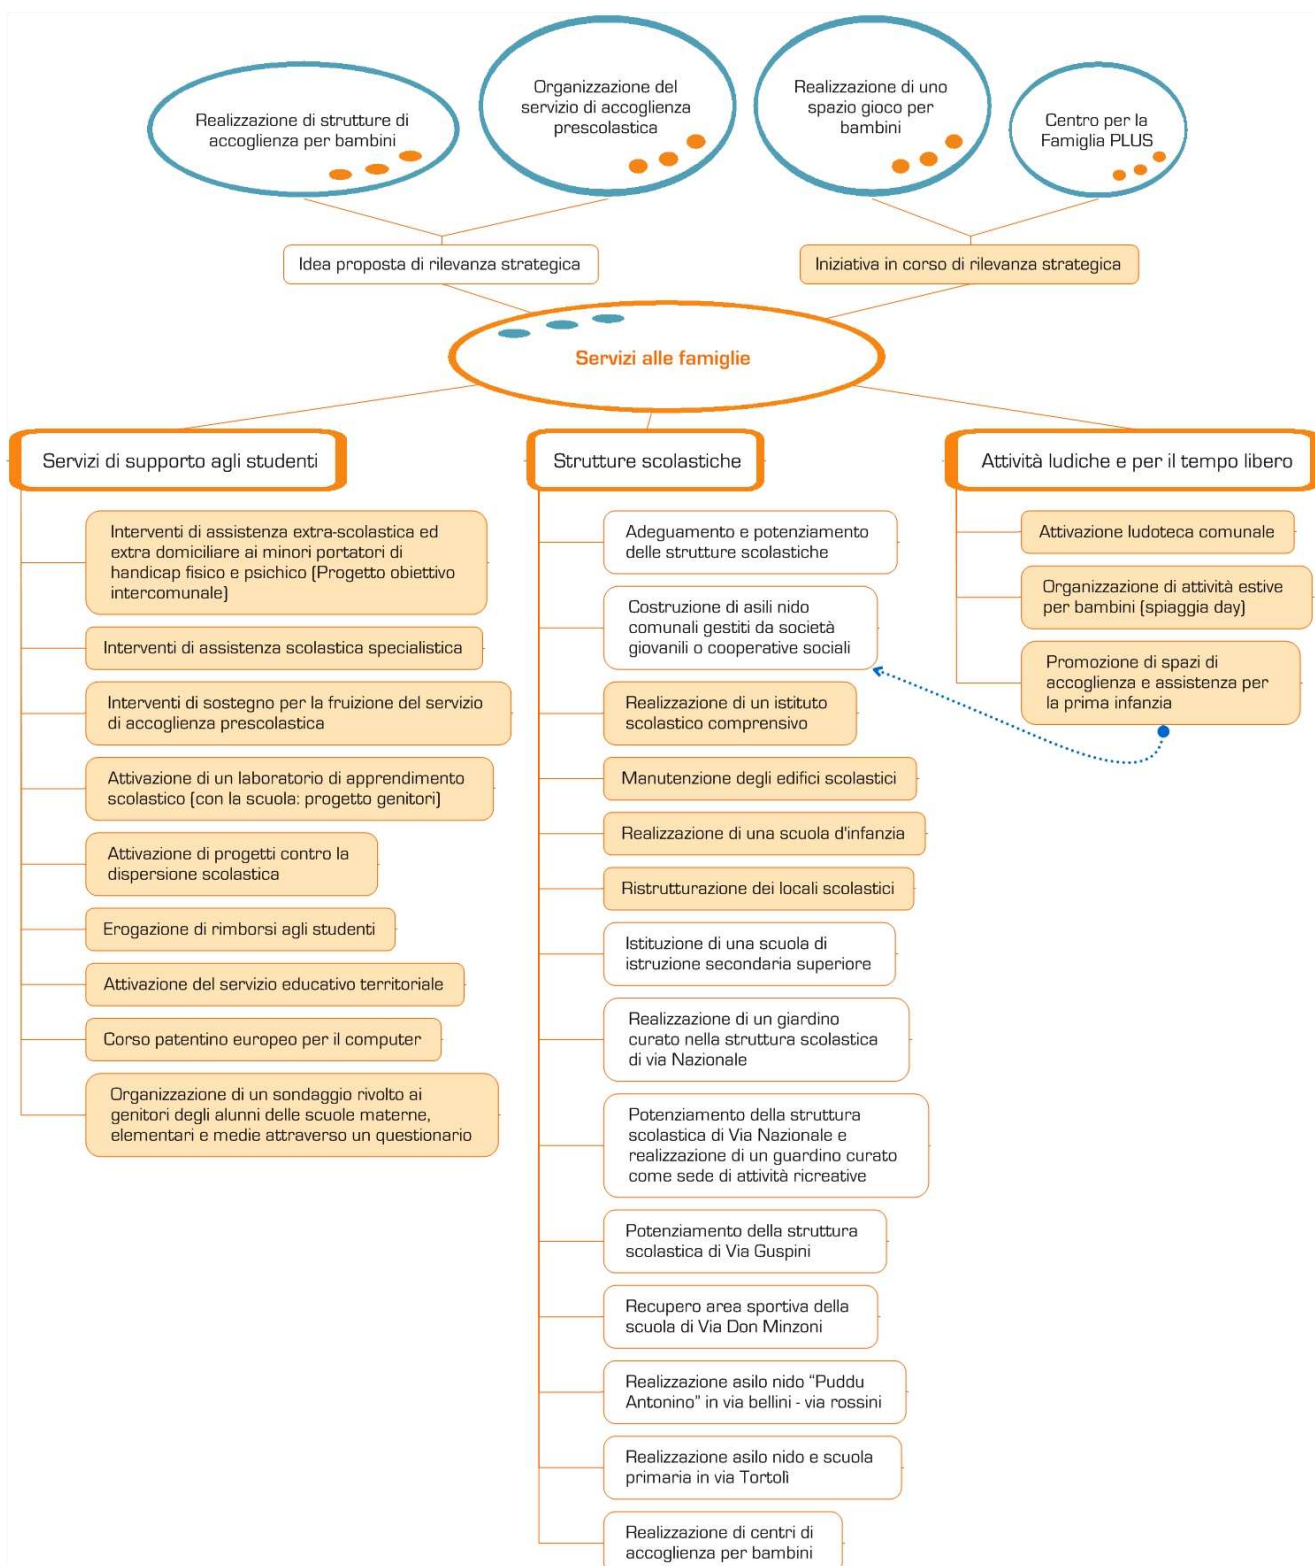 Realizzazione di strutture di
accoglienza per bambini
Organizzazione del
servizio di accoglienza
prescolastica
Realizzazione di uno
spazio gioco per
bambini
Centro per la
Famiglia PLUS
Idea proposta di rilevanza strategica
Iniziativa in corso di rilevanza strategica
Servizi alle famiglie
Servizi di supporto agli studenti
Interventi di assistenza extra-scolastica ed
extra domiciliare ai minori portatori di
handicap fisico e psichico (Progetto obiettivo
intercomunale)
Interventi di assistenza scolastica specialistica
Interventi di sostegno per la fruizione del servizio
di accoglienza prescolastica
Attivazione di un laboratorio di apprendimento
scolastico (con la scuola: progetto genitori)
Attivazione di progetti contro la
dispersione scolastica
Erogazione di rimborsi agli studenti
Attivazione del servizio educativo territoriale
Corso patentino europeo per il computer
Organizzazione di un sondaggio rivolto ai
genitori degli alunni delle scuole materne,
elementari e medie attraverso un questionario
Strutture scolastiche
Adeguamento e potenziamento
delle strutture scolastiche
Costruzione di asili nido
comunali gestiti da società
giovanili o cooperative sociali
Realizzazione di un istituto
scolastico comprensivo
Manutenzione degli edifici scolastici
Realizzazione di una scuola d'infanzia
Ristrutturazione dei locali scolastici
Istituzione di una scuola di
istruzione secondaria superiore
Realizzazione di un giardino
curato nella struttura scolastica
di via Nazionale
Potenziamento della struttura
scolastica di Via Nazionale e
realizzazione di un guardino curato
come sede di attività ricreative
Potenziamento della struttura
scolastica di Via Guspini
Recupero area sportiva della
scuola di Via Don Minzoni
Realizzazione asilo nido “Puddu
Antonino” in via bellini - via rossini
Realizzazione asilo nido e scuola
primaria in via Tortolì
Realizzazione di centri di
accoglienza per bambini
Attività ludiche e per il tempo libero
Attivazione ludoteca comunale
Organizzazione di attività estive
per bambini (spiaggia day)
Promozione di spazi di
accoglienza e assistenza per
la prima infanzia